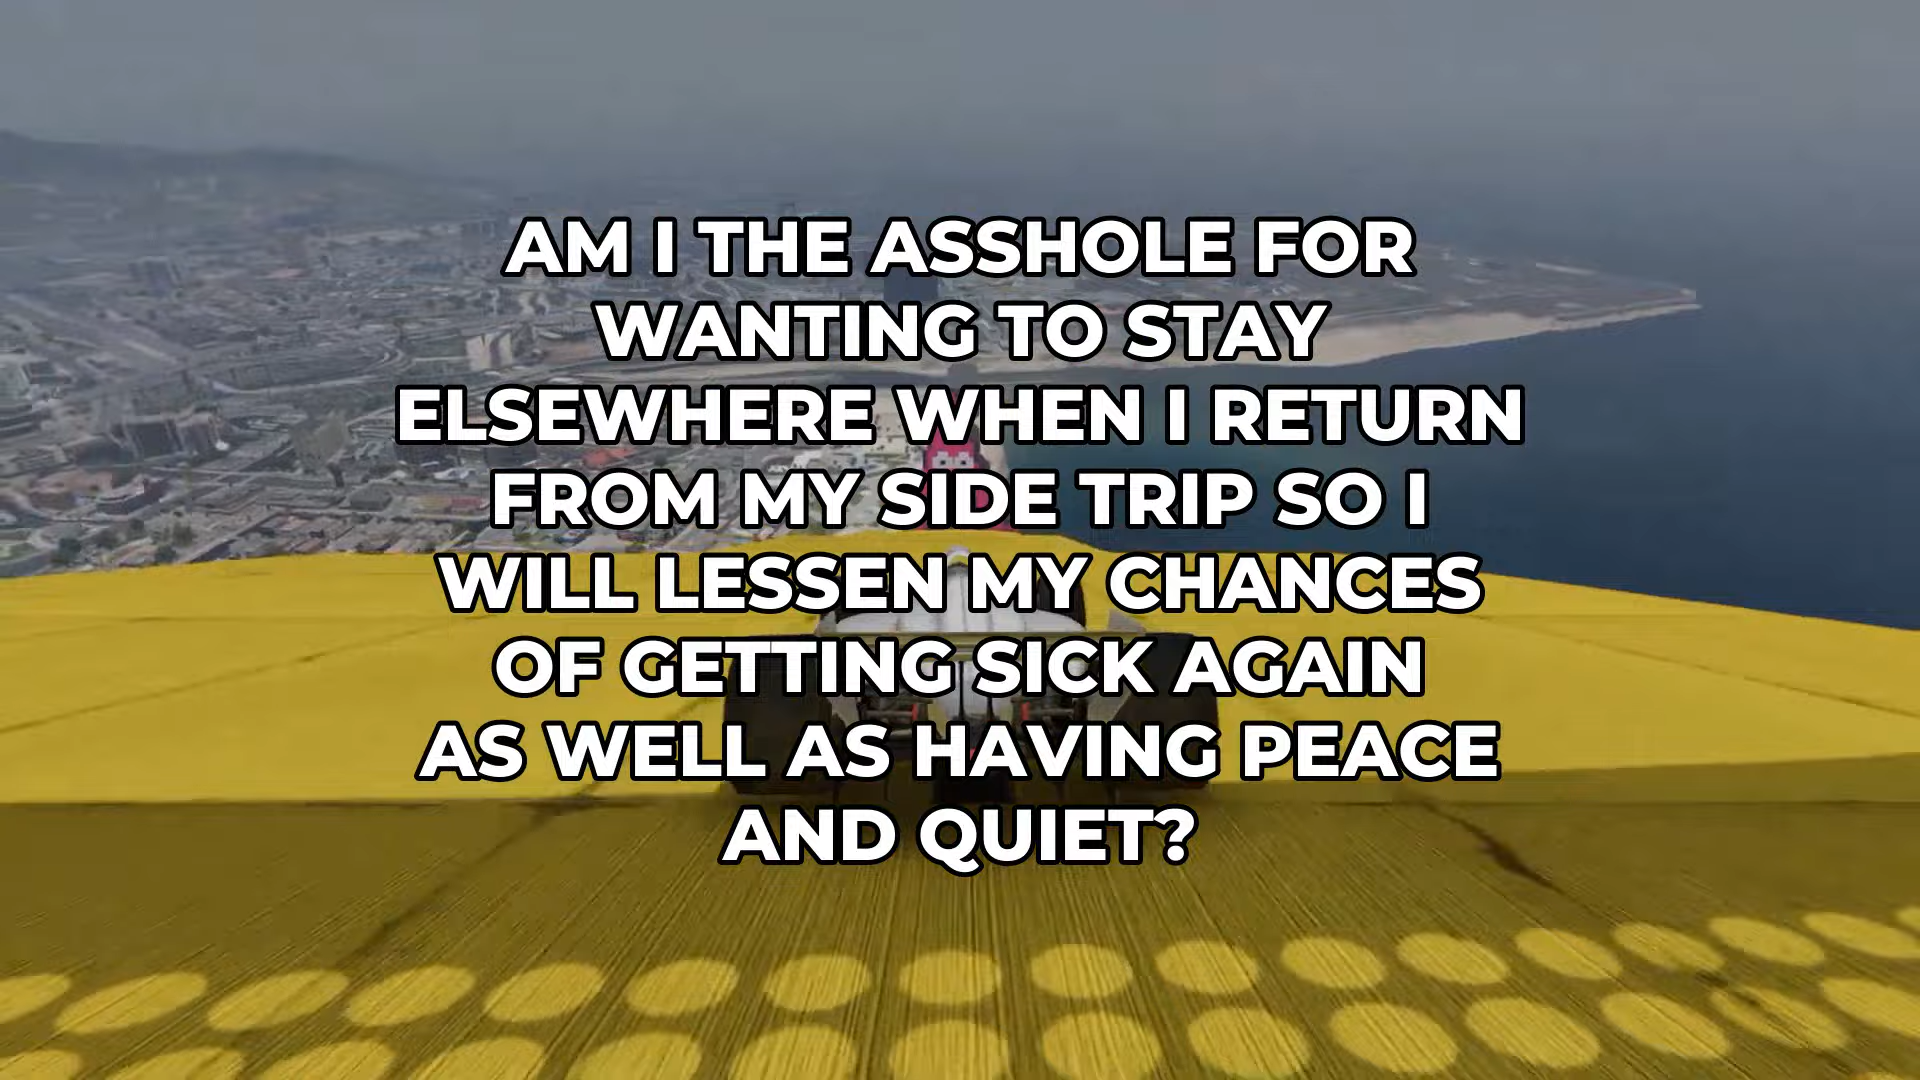 AM I THE ASSHOLE FOR
WANTING TO STAY
ELSEWHERE WHEN I RETURN
FROM MY SIDE TRIP SO I
WILL LESSEN MY CHANCES
OF GETTING SICK AGAIN
AS WELL AS HAVING PEACE
AND QUIET?